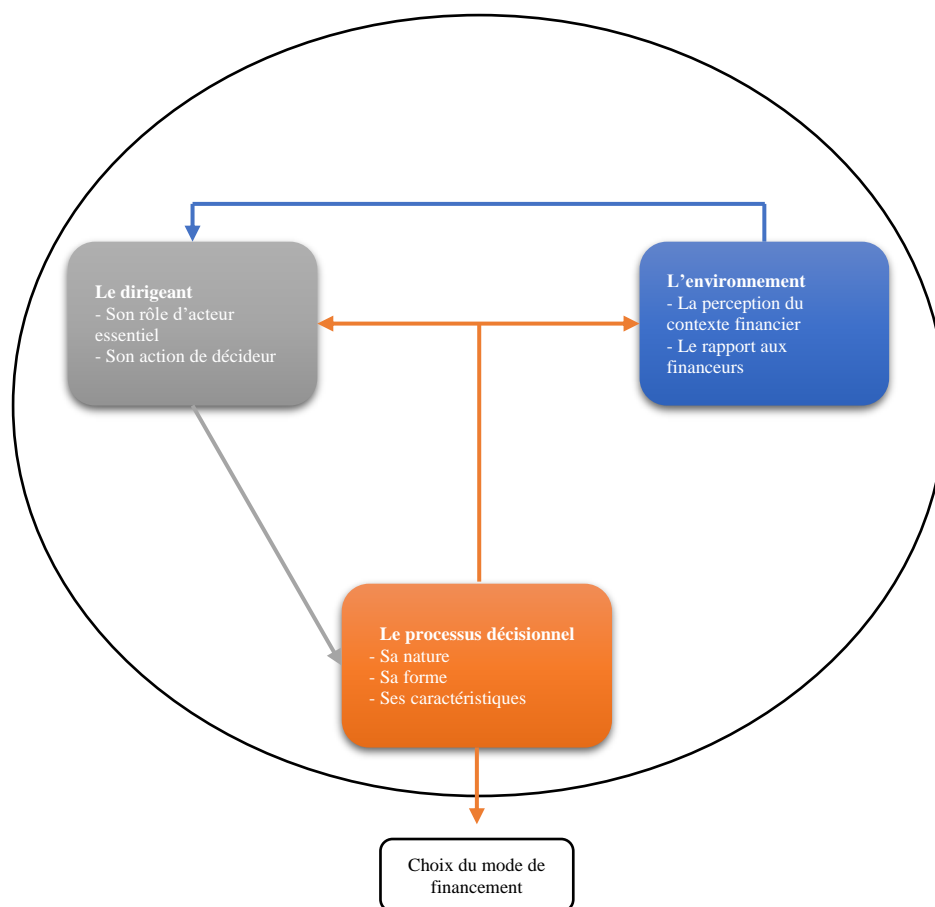 Le dirigeant
- Son rôle d’acteur
essentiel
- Son action de décideur
L’environnement
- La perception du
contexte financier
- Le rapport aux
financeurs
Le processus décisionnel
- Sa nature
- Sa forme
- Ses caractéristiques
Choix du mode de
financement